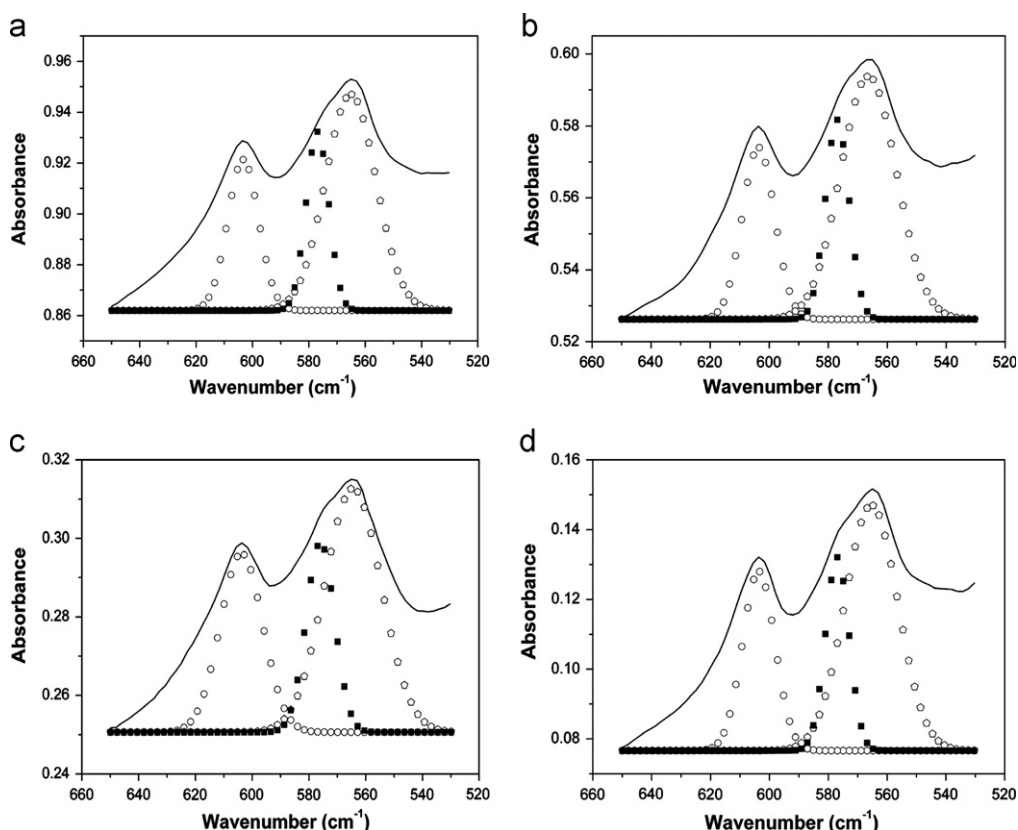 a
0.96
0.94
0.92
0.90
0.88
0.86
Absorbance
660 640 620 600 580 560 540 520
Wavenumber (cm-1)
b
0.60
0.58
0.56
0.54
0.52
Absorbance
660 640 620 600 580 560 540 520
Wavenumber (cm-1)
c
0.32
0.30
0.28
0.26
0.24
Absorbance
660 640 620 600 580 560 540 520
Wavenumber (cm-1)
d
0.16
0.14
0.12
0.10
0.08
Absorbance
660 640 620 600 580 560 540 520
Wavenumber (cm-1)